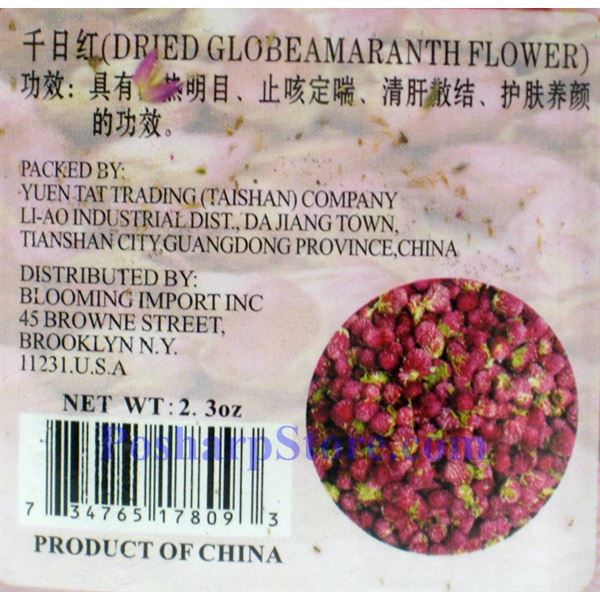 千日红(DRIED GLOBEAMARANTH FLOWER)
功效：具有 热明目、止咳定喘、清肝散结、护肤养颜
的功效。
PACKED BY:
YUEN TAT TRADING (TAISHAN) COMPANY
LI-AO INDUSTRIAL DIST., DA JIANG TOWN,
TIANSHAN CITY,GUANGDONG PROVINCE,CHINA
DISTRIBUTED BY:
BLOOMING IMPORT INC
45 BROWNE STREET,
BROOKLYN N.Y.
11231.U.S.A
NET WT: 2. 3oz
PosharpStore.com
7 34765 17809 3
PRODUCT OF CHINA